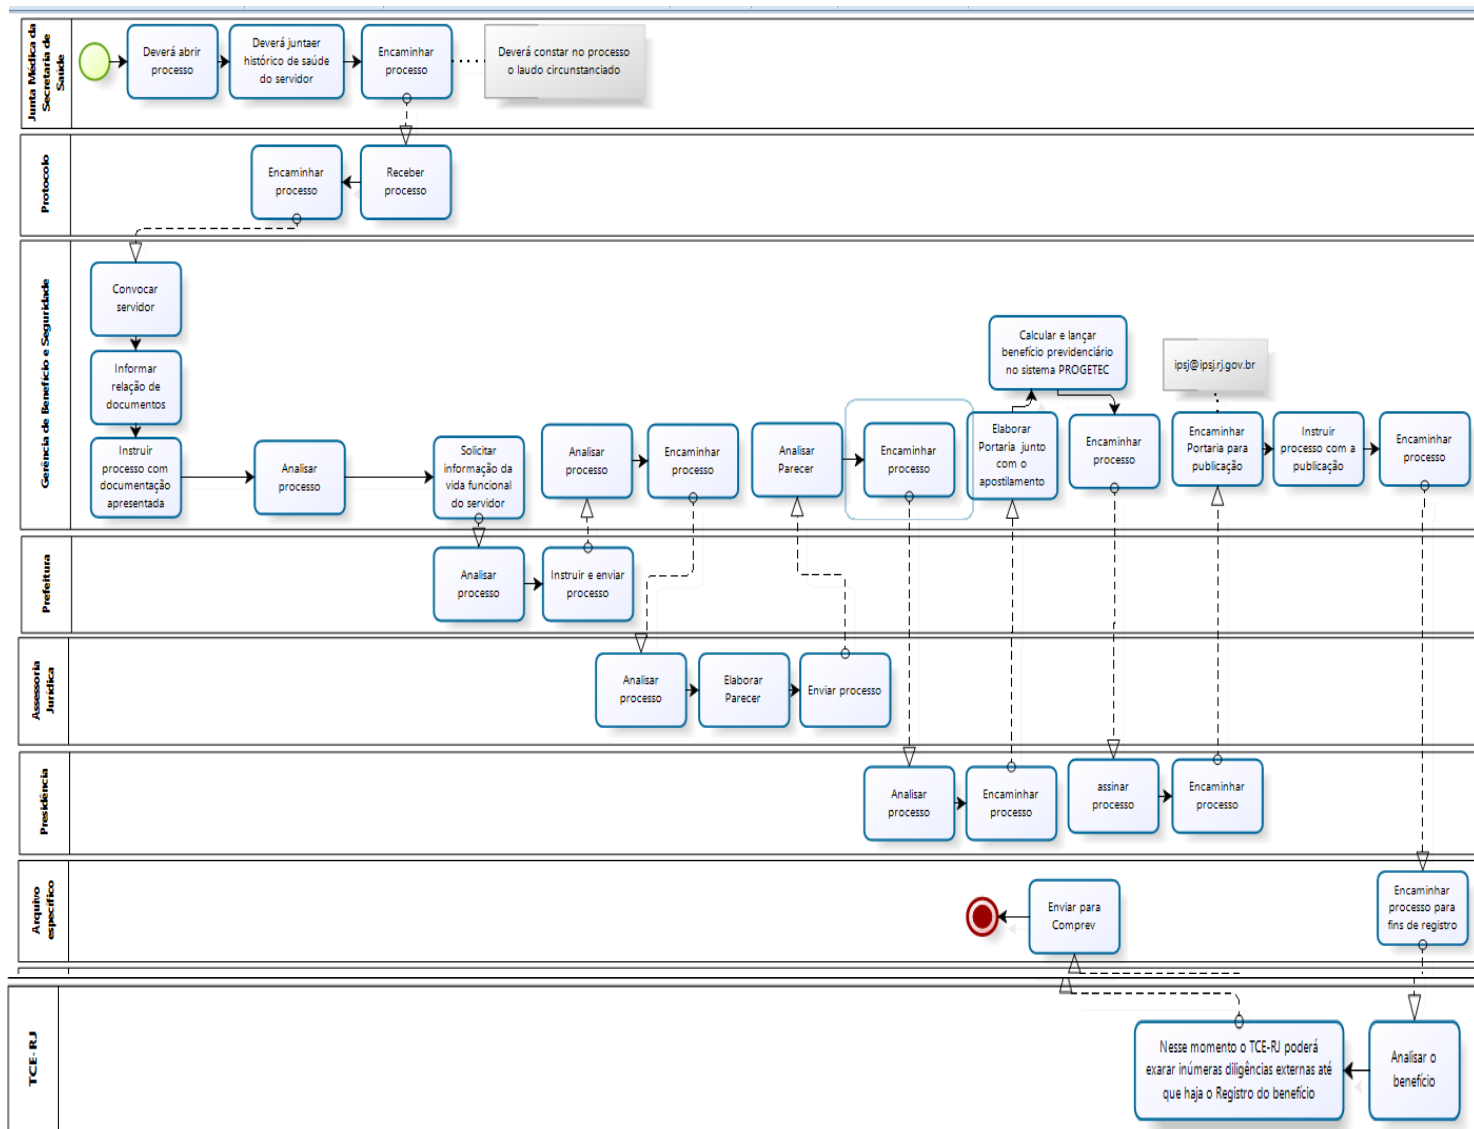 Junta Médica da
Secretaria de
Saúde
Deverá abrir
processo
Deverá juntaer
histórico de saúde
do servidor
Encaminhar
processo
Deverá constar no processo
o laudo circunstanciado
Protocolo
Encaminhar
processo
Receber
processo
Gerência de Benefício e Seguridade
Convocar
servidor
Informar
relação de
documentos
Instruir
processo com
documentação
apresentada
Analisar
processo
Solicitar
informação da
vida funcional
do servidor
Analisar
processo
Encaminhar
processo
Analisar
Parecer
Encaminhar
processo
Elaborar
Portaria junto
com o
apostilamento
Calcular e lançar
benefício previdenciário
no sistema PROGETEC
Encaminhar
processo
ipsj@ipsj.rj.gov.br
Encaminhar
Portaria para
publicação
Instruir
processo com a
publicação
Encaminhar
processo
Prefeitura
Analisar
processo
Instruir e enviar
processo
Assessoria
Jurídica
Analisar
processo
Elaborar
Parecer
Enviar processo
Presidência
Analisar
processo
Encaminhar
processo
assinar
processo
Encaminhar
processo
Arquivo
específico
Enviar para
Comprev
Encaminhar
processo para
fins de registro
TCE-RJ
Nesse momento o TCE-RJ poderá
exarar inúmeras diligências externas até
que haja o Registro do benefício
Analisar o
benefício